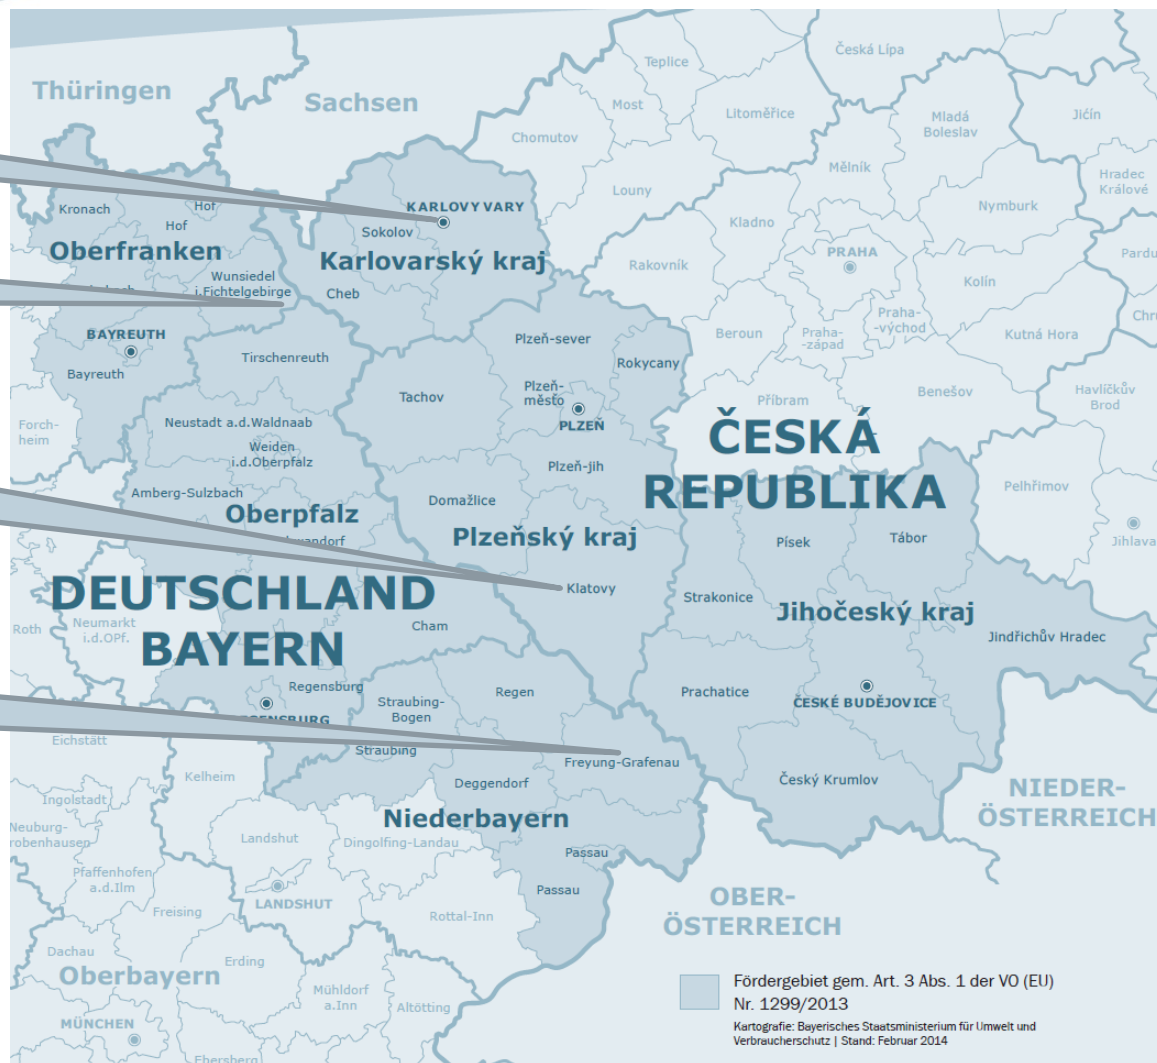 Thüringen
Sachsen
Teplice
Česká Lípa
Most
Litoměřice
Mladá
Boleslav
Jičín
Chomutov
Mělník
Hradec
Králové
Louny
Kladno
Nymburk
Kronach
Hof
Hof
KARLOVY VARY
Sokolov
Oberfranken
Karlovarský kraj
Rakovník
PRAHA
Kolín
Wunsiedel
i.Fichtelgebirge
Cheb
BAYREUTH
Bayreuth
Tirschenreuth
Plzeň-sever
Rokycany
Beroun
Praha-
-západ
Praha-
-východ
Kutná Hora
Tachov
Plzeň-
město
PLZEŇ
Příbram
Benešov
Havlíčkův
Brod
Forch-
heim
Neustadt a.d.Waldnaab
Weiden
i.d.Oberpfalz
ČESKÁ
REPUBLIKA
Plzeň-jih
Amberg-Sulzbach
Oberpfalz
Domažlice
Plzeňský kraj
Pelhřimov
Jihlava
Písek
Tábor
DEUTSCHLAND
BAYERN
Klatovy
Strakonice
Jihočeský kraj
Jindřichův Hradec
Roth
Neumarkt
i.d.OPf.
Cham
Regensburg
Straubing-
Bogen
Regen
Prachatice
ČESKÉ BUDĚJOVICE
Straubing
Freyung-Grafenau
Eichstätt
Kelheim
Deggendorf
Český Krumlov
NIEDER-
ÖSTERREICH
Ingolstadt
Niederbayern
Landshut
Dingolfing-Landau
Passau
Passau
Pfaffenhofen
a.d.Ilm
LANDSHUT
Rottal-Inn
Freising
OBER-
ÖSTERREICH
Dachau
Erding
Oberbayern
Mühldorf
a.Inn
Altötting
MÜNCHEN
Ebersberg
Fördergebiet gem. Art. 3 Abs. 1 der VO (EU)
Nr. 1299/2013
Kartografie: Bayerisches Staatsministerium für Umwelt und
Verbraucherschutz | Stand: Februar 2014